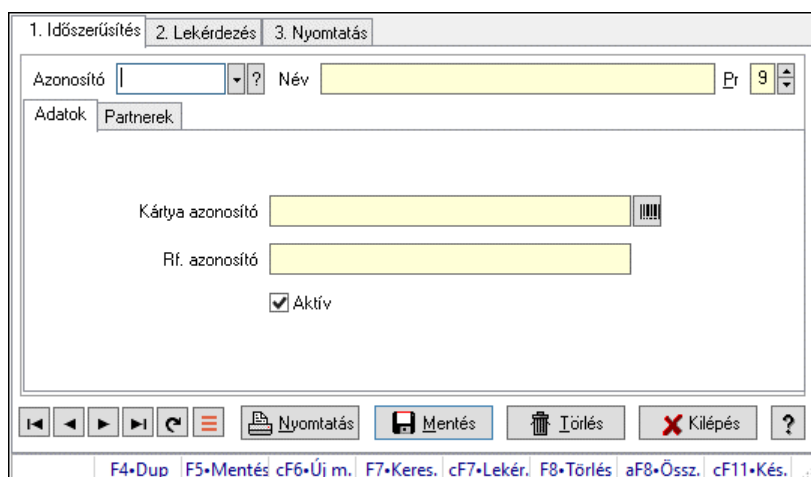 1. Időszerűsítés 2. Lekérdezés 3. Nyomtatás
Azonosító ? Név Pr 9
Adatok Partnerek
Kártya azonosító
Rf. azonosító
Aktív
Nyomtatás Mentés Törlés Kilépés ?
F4•Dup F5•Mentés cF6•Új m. F7•Keres. cF7•Lekér. F8•Törlés aF8•Össz. cF11•Kés.